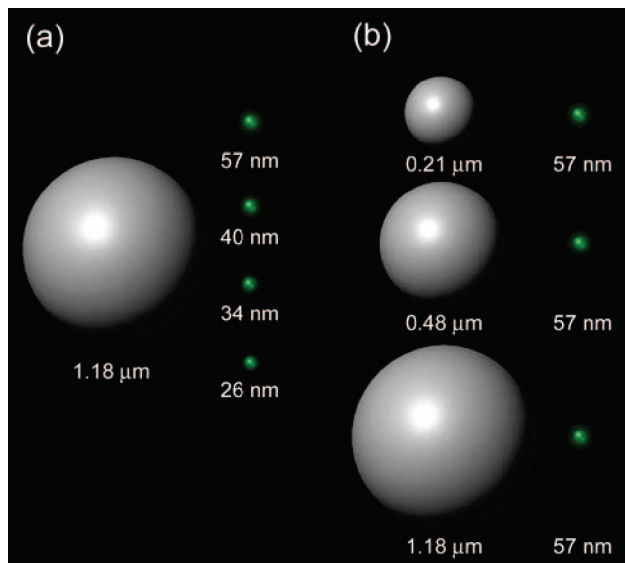 (a)
57 nm
40 nm
34 nm
26 nm
1.18 μm
(b)
0.21 μm
57 nm
0.48 μm
57 nm
1.18 μm
57 nm